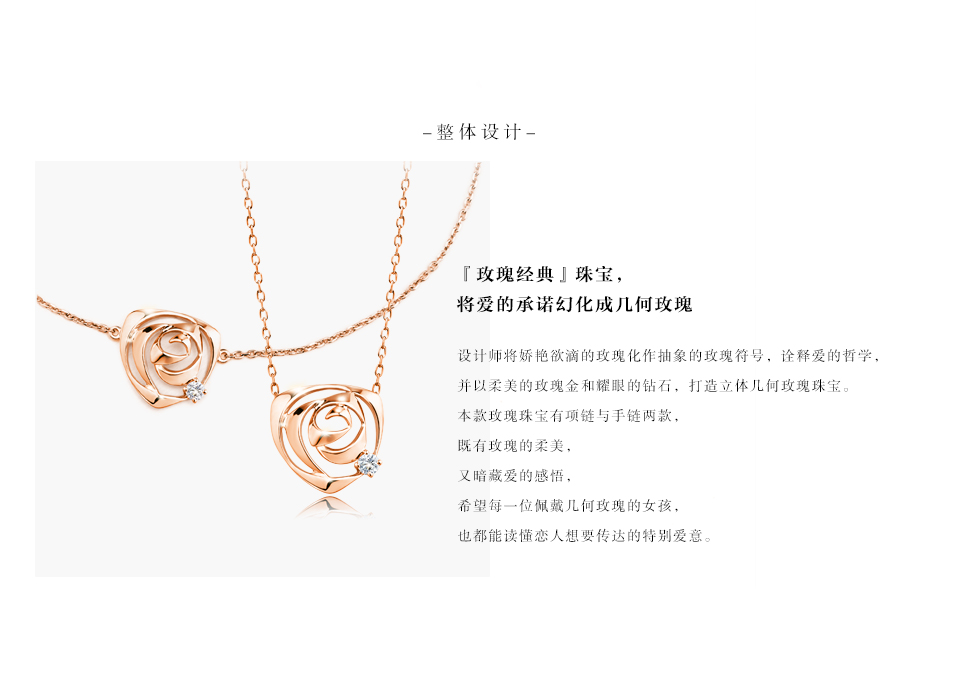 –整体设计–
『玫瑰经典』珠宝，
将爱的承诺幻化成几何玫瑰
设计师将娇艳欲滴的玫瑰化作抽象的玫瑰符号，诠释爱的哲学，
并以柔美的玫瑰金和耀眼的钻石，打造立体几何玫瑰珠宝。
本款玫瑰珠宝有项链与手链两款，
既有玫瑰的柔美，
又暗藏爱的感悟，
希望每一位佩戴几何玫瑰的女孩，
也都能读懂恋人想要传达的特别爱意。